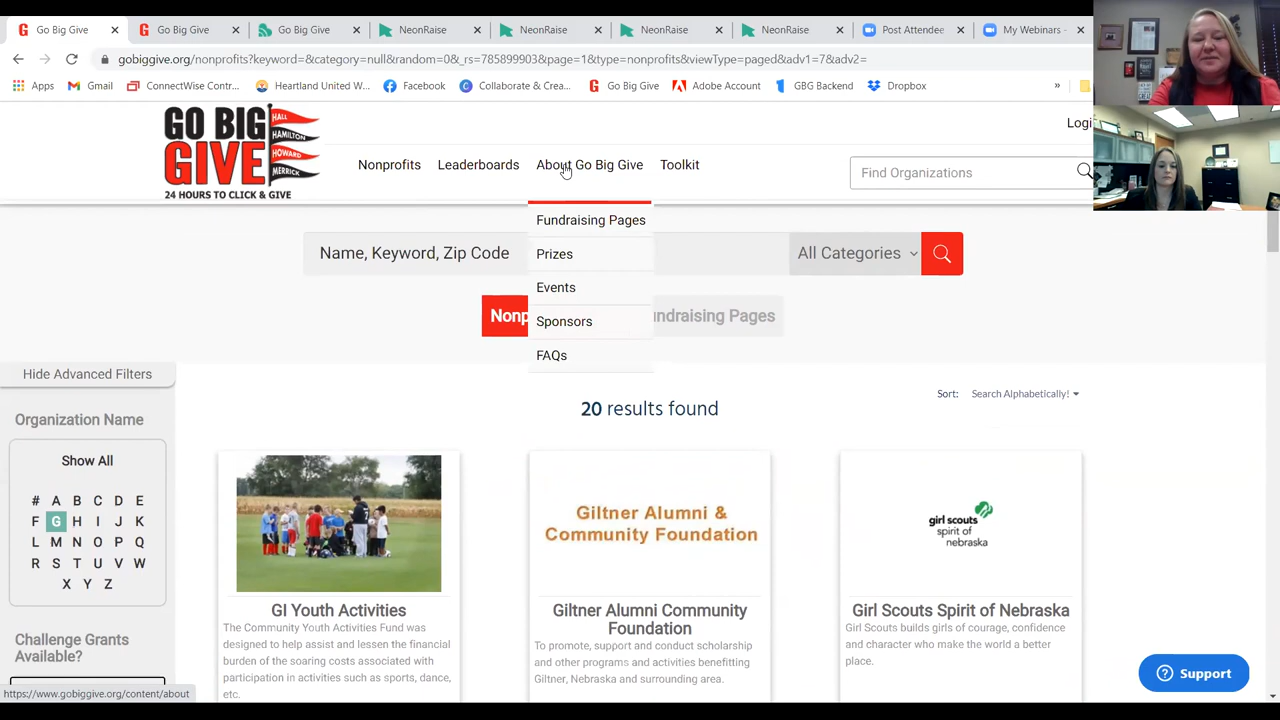 Go Big Give
Go Big Give
Go Big Give
NeonRaise
NeonRaise
NeonRaise
NeonRaise
Post Attendee
My Webinars -
gobiggive.org/nonprofits?keyword=&category=null&random=0&_rs=785899903&page=1&type=nonprofits&viewType=paged&adv1=7&adv2=
Apps
Gmail
ConnectWise Contr...
Heartland United W...
Facebook
Collaborate & Crea...
Go Big Give
Adobe Account
GBG Backend
Dropbox
»
GO BIG
GIVE
HALL
HAMILTON
HOWARD
MERRICK
24 HOURS TO CLICK & GIVE
Logi
Nonprofits
Leaderboards
About Go Big Give
Toolkit
Find Organizations
Fundraising Pages
Prizes
Events
Sponsors
FAQs
Name, Keyword, Zip Code
All Categories
Nonp
undraising Pages
Hide Advanced Filters
Sort: Search Alphabetically!
20 results found
Organization Name
Show All
# A B C D E
F G H I J K
L M N O P Q
R S T U V W
X Y Z
Challenge Grants
Available?
GI Youth Activities
The Community Youth Activities Fund was
designed to help assist and lessen the financial
burden of the soaring costs associated with
participation in activities such as sports, dance,
etc.
Giltner Alumni &
Community Foundation
Giltner Alumni Community
Foundation
To promote, support and conduct scholarship
and other programs and activities benefitting
Giltner, Nebraska and surrounding area.
girl scouts
spirit of
nebraska
Girl Scouts Spirit of Nebraska
Girl Scouts builds girls of courage, confidence
and character who make the world a better
place.
Support
https://www.gobiggive.org/content/about